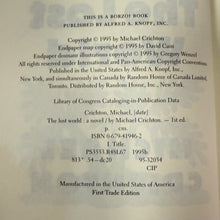 THIS IS A BORZOI BOOK
PUBLISHED BY ALFRED A. KNOPF, INC.
Copyright © 1995 by Michael Crichton
Endpaper map copyright © 1995 by David Cain
Endpaper dinosaur illustrations copyright © 1995 by Gregory Wenzel
All rights reserved under International and Pan-American Copyright Conventions.
Published in the United States by Alfred A. Knopf, Inc.,
New York, and simultaneously in Canada by Random House of Canada Limited,
Toronto. Distributed by Random House, Inc., New York.
Library of Congress Cataloging-in-Publication Data
Crichton, Michael, [date]
The lost world : a novel / by Michael Crichton. — 1st ed.
p. cm.
ISBN 0-679-41946-2
I. Title.
PS3553.R48L67 1995b
813'.54—dc20 95-32034
CIP
Manufactured in the United States of America
First Trade Edition